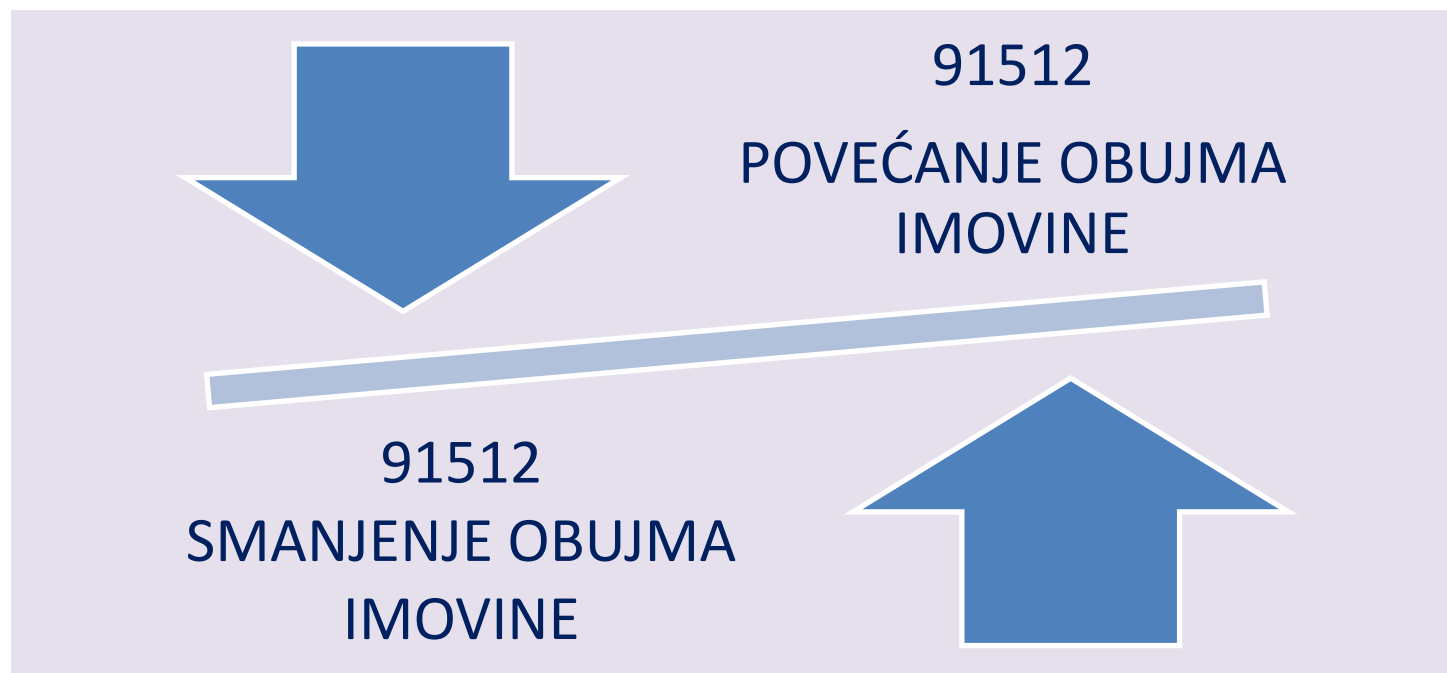 91512
POVEĆANJE OBUJMA
IMOVINE
91512
SMANJENJE OBUJMA
IMOVINE